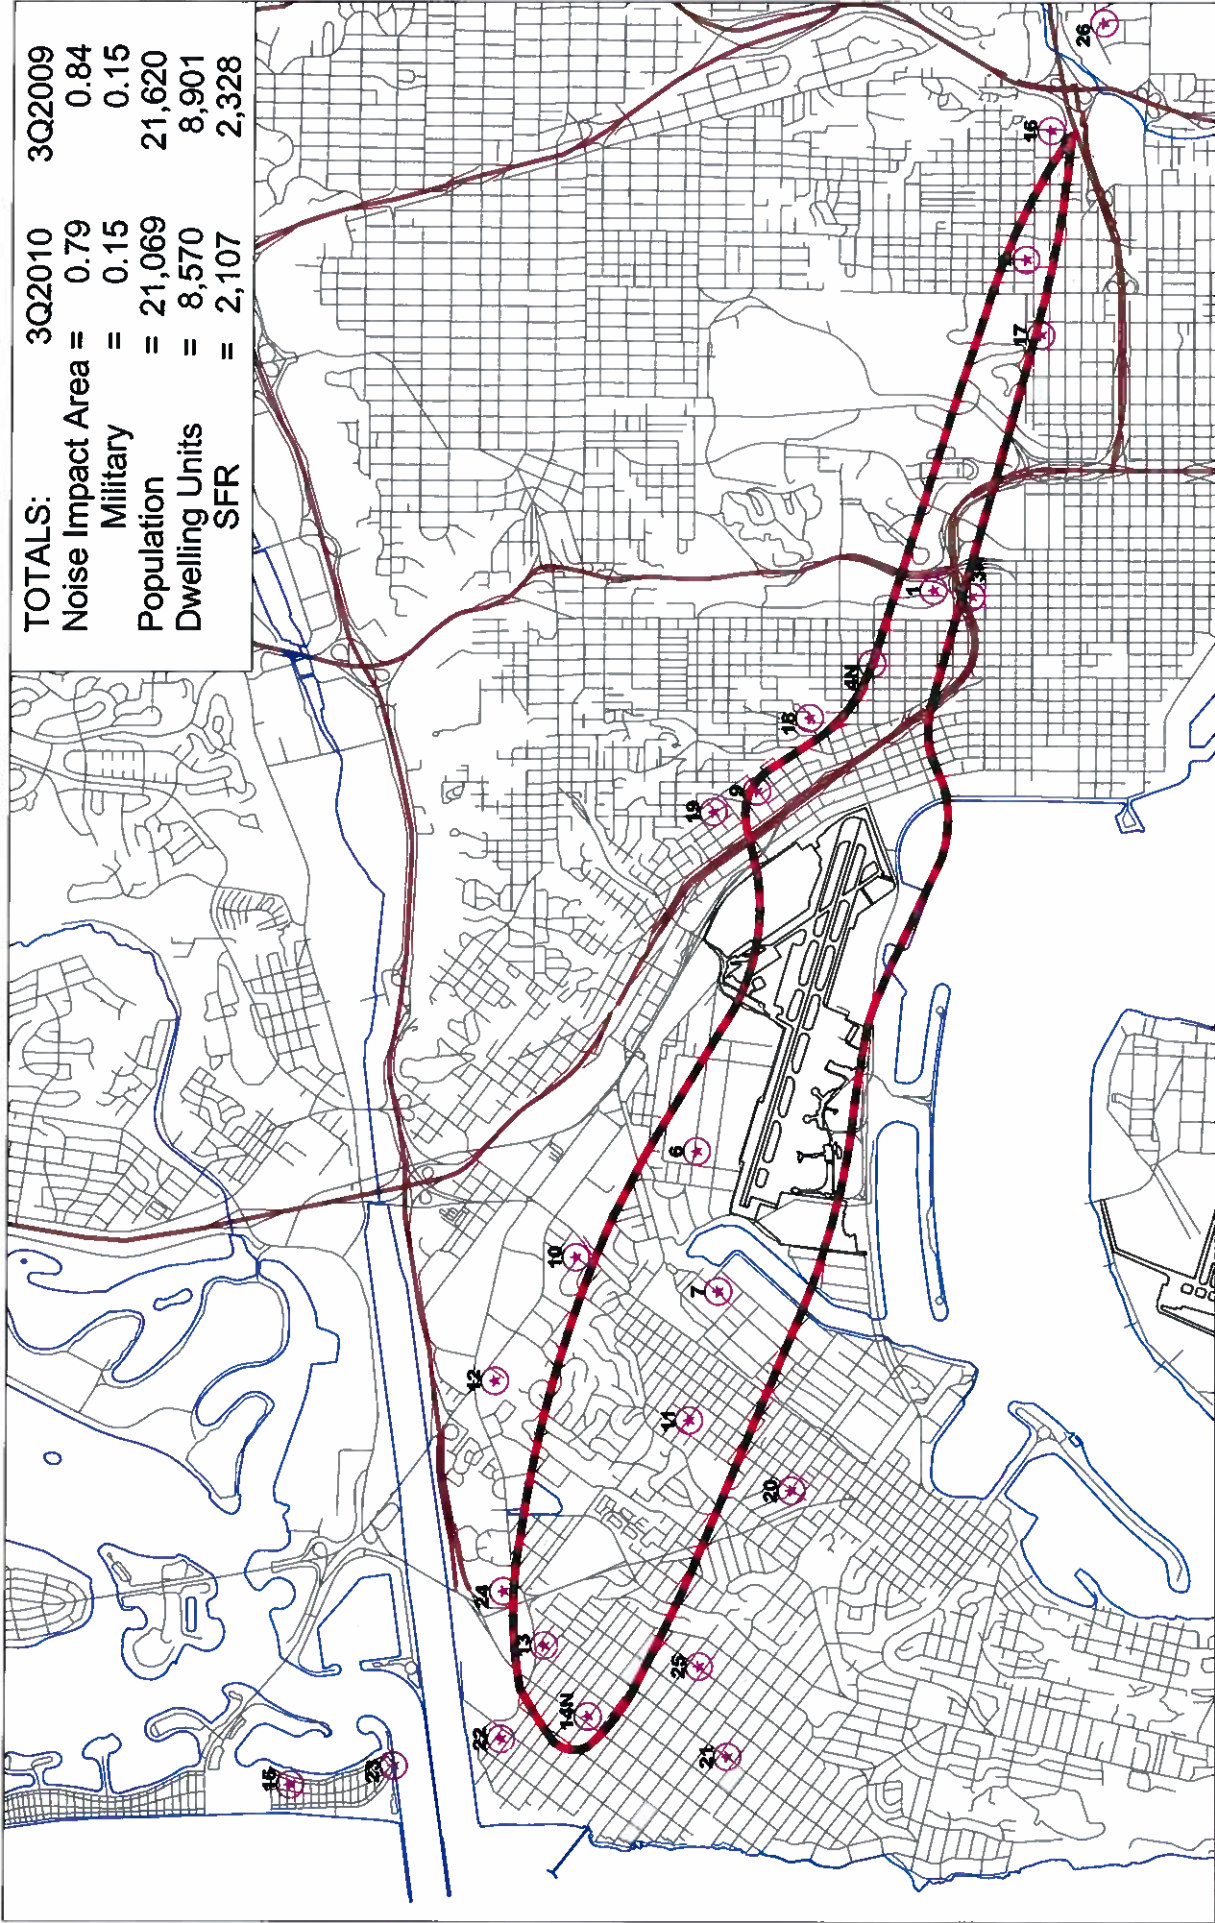 TOTALS: 3Q2010 3Q2009
Noise Impact Area = 0.79 0.84
Military = 0.15 0.15
Population = 21,069 21,620
Dwelling Units = 8,570 8,901
SFR = 2,107 2,328
15
23
22
24
13
14N
12
10
25
21
11
20
7
6
19
9
18
4N
1
17
16
26